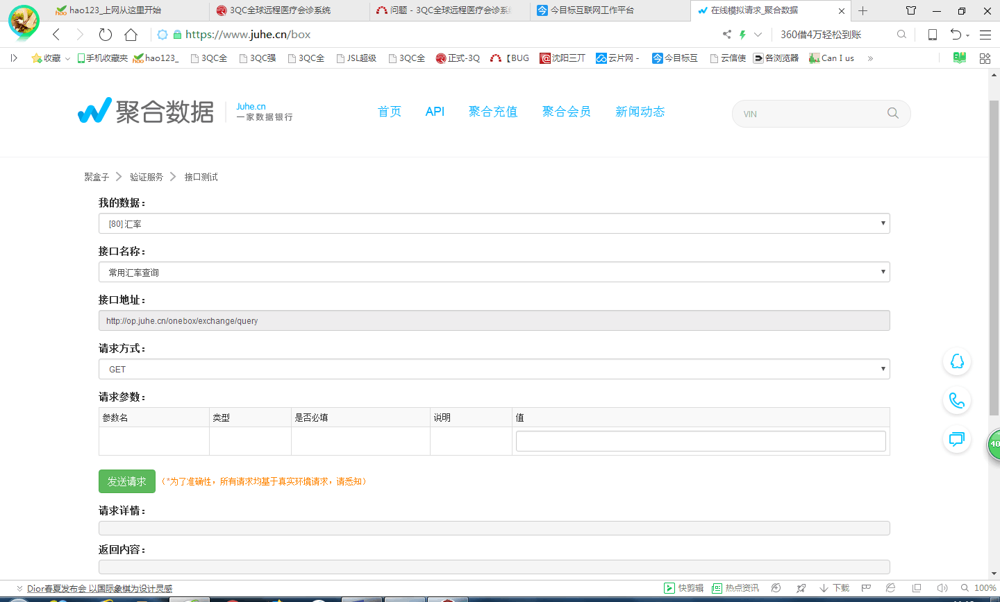 hao123_上网从这里开始
3QC全球远程医疗会诊系统
问题 - 3QC全球远程医疗会诊系
今目标互联网工作平台
在线模拟请求_聚合数据
https://www.juhe.cn/box
360借4万轻松到账
收藏
手机收藏夹
hao123_
3QC全
3QC强
3QC全
JSL超级
3QC全
正式-3Q
【BUG
沈阳三丌
云片网 -
今目标互
云信使
各浏览器
Can I us
聚合数据
Juhe.cn
一家数据银行
首页
API
聚合充值
聚合会员
新闻动态
VIN
聚盒子
验证服务
接口测试
我的数据：
[80] 汇率
接口名称：
常用汇率查询
接口地址：
http://op.juhe.cn/onebox/exchange/query
请求方式：
GET
请求参数：
参数名
类型
是否必填
说明
值
发送请求
（*为了准确性，所有请求均基于真实环境请求，请悉知）
请求详情：
返回内容：
40
Dior春夏发布会 以国际象棋为设计灵感
快剪辑
热点资讯
下载
100%